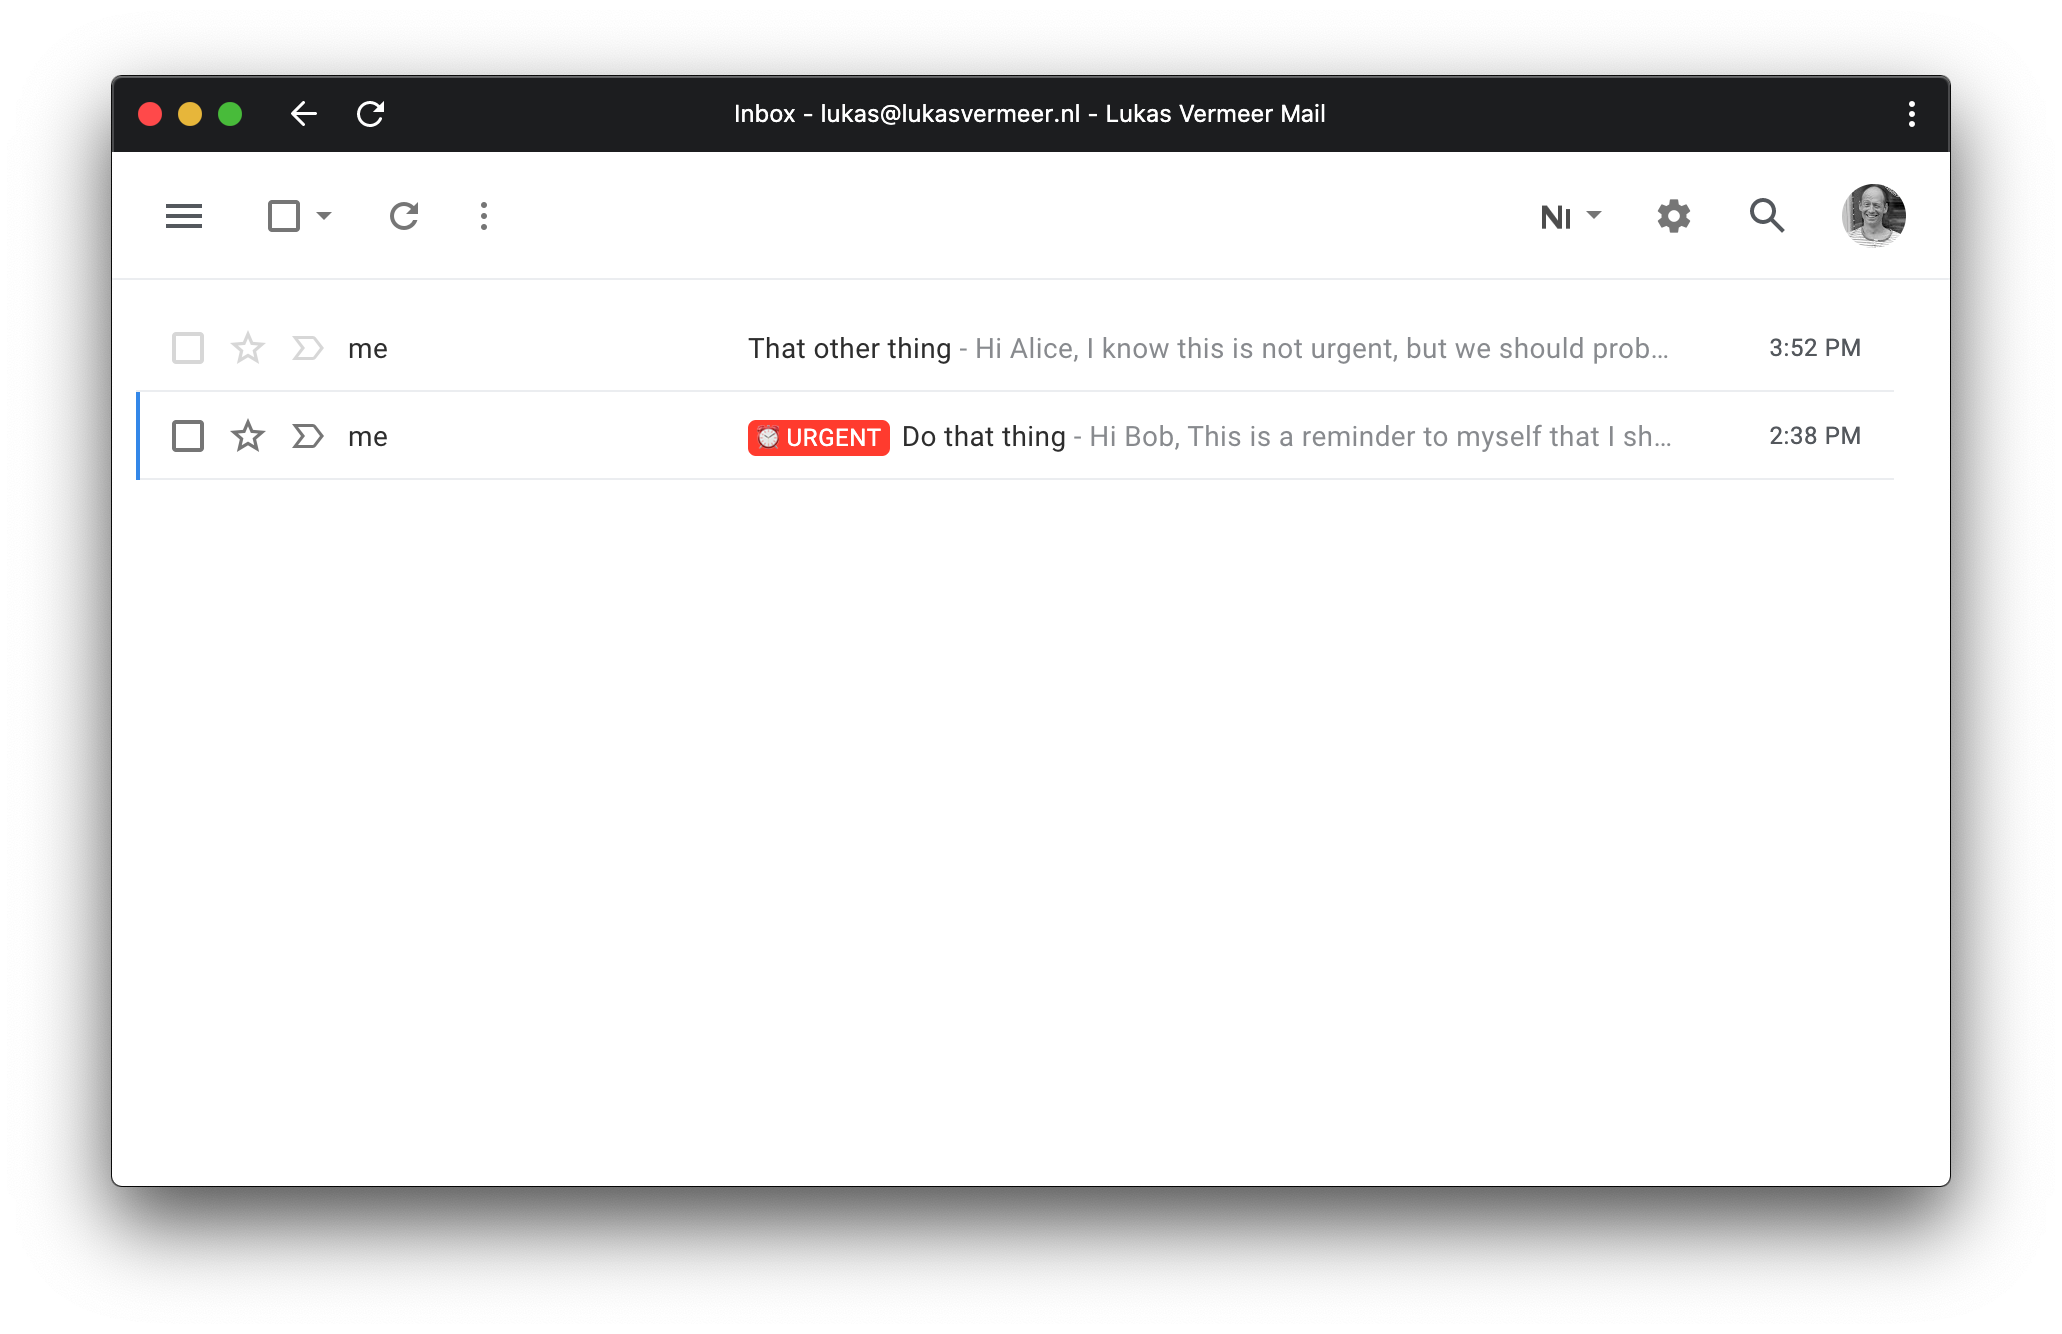 Inbox - lukas@lukasvermeer.nl - Lukas Vermeer Mail
Nı
me That other thing - Hi Alice, I know this is not urgent, but we should prob… 3:52 PM
me ⏰ URGENT Do that thing - Hi Bob, This is a reminder to myself that I sh… 2:38 PM